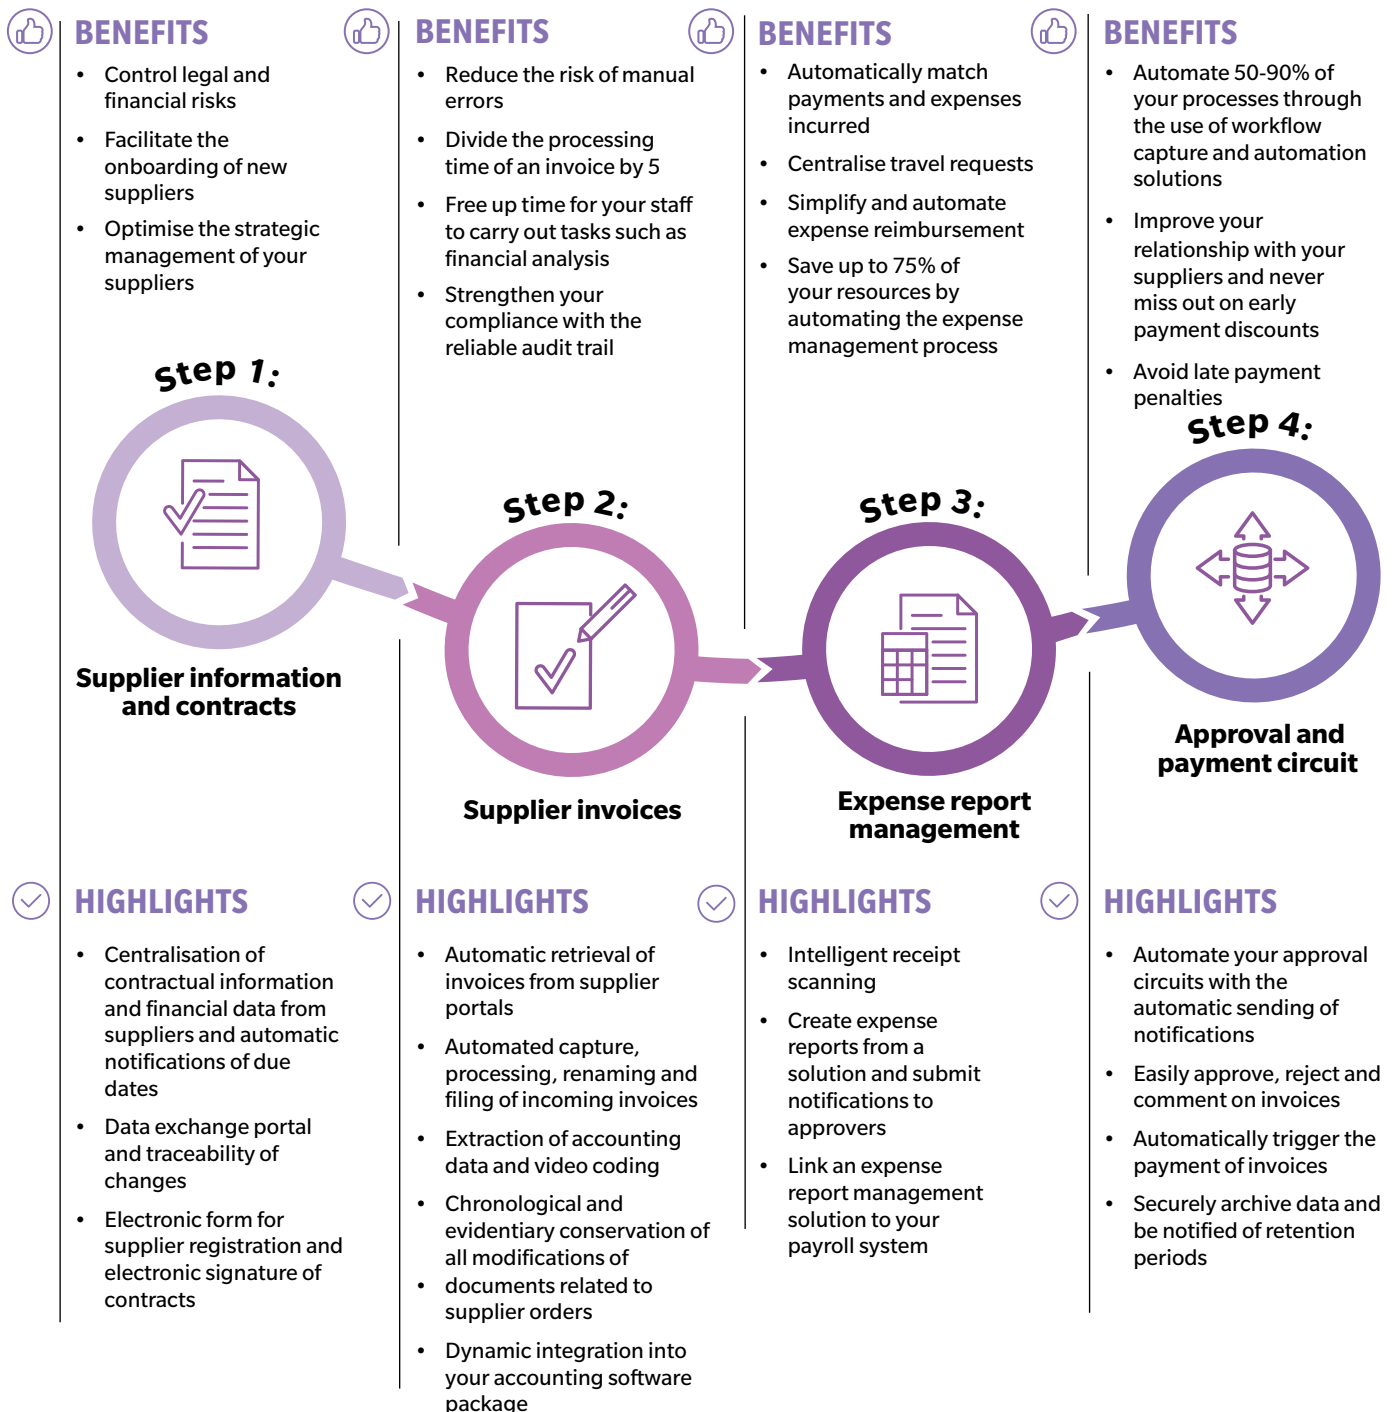 BENEFITS
• Control legal and
financial risks
• Facilitate the
onboarding of new
suppliers
• Optimise the strategic
management of your
suppliers
Step 1:
Supplier information
and contracts
HIGHLIGHTS
• Centralisation of
contractual information
and financial data from
suppliers and automatic
notifications of due
dates
• Data exchange portal
and traceability of
changes
• Electronic form for
supplier registration and
electronic signature of
contracts
BENEFITS
• Reduce the risk of manual
errors
• Divide the processing
time of an invoice by 5
• Free up time for your staff
to carry out tasks such as
financial analysis
• Strengthen your
compliance with the
reliable audit trail
Step 2:
Supplier invoices
HIGHLIGHTS
• Automatic retrieval of
invoices from supplier
portals
• Automated capture,
processing, renaming and
filing of incoming invoices
• Extraction of accounting
data and video coding
• Chronological and
evidentiary conservation of
all modifications of
• documents related to
supplier orders
• Dynamic integration into
your accounting software
package
BENEFITS
• Automatically match
payments and expenses
incurred
• Centralise travel requests
• Simplify and automate
expense reimbursement
• Save up to 75% of
your resources by
automating the expense
management process
Step 3:
Expense report
management
HIGHLIGHTS
• Intelligent receipt
scanning
• Create expense
reports from a
solution and submit
notifications to
approvers
• Link an expense
report management
solution to your
payroll system
BENEFITS
• Automate 50-90% of
your processes through
the use of workflow
capture and automation
solutions
• Improve your
relationship with your
suppliers and never
miss out on early
payment discounts
• Avoid late payment
penalties
Step 4:
Approval and
payment circuit
HIGHLIGHTS
• Automate your approval
circuits with the
automatic sending of
notifications
• Easily approve, reject and
comment on invoices
• Automatically trigger the
payment of invoices
• Securely archive data and
be notified of retention
periods